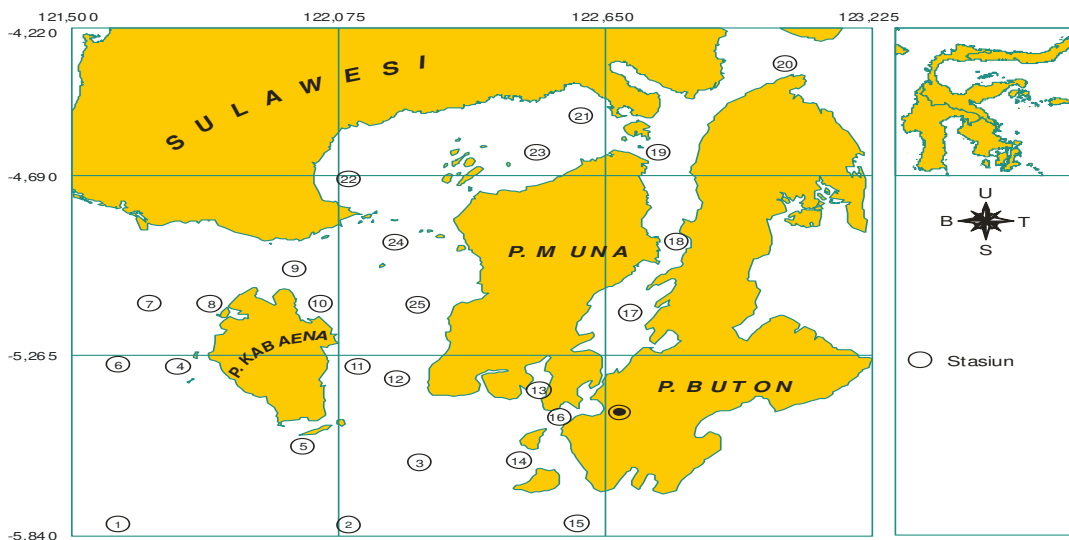 121,500 122,075 122,650 123,225
-4,220
20
SULAWESI
21
23 19
-4,690
22
U
B T
S
24 18
P. MUNA
9
7 8 10 25 17
P. KABAENA
-5,265
6 4 11 12
Stasiun
P. BUTON
13
16
5
3 14
1 2 15
-5.840